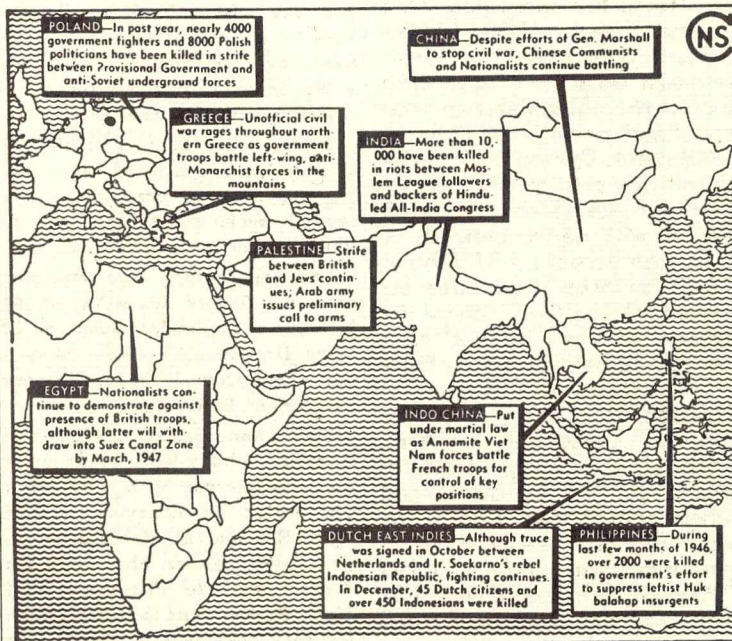 POLAND—In past year, nearly 4000
government fighters and 8000 Polish
politicians have been killed in strife
between Provisional Government and
anti-Soviet underground forces
CHINA—Despite efforts of Gen. Marshall
to stop civil war, Chinese Communists
and Nationalists continue battling
NS
GREECE—Unofficial civil
war rages throughout north-
ern Greece as government
troops battle left-wing, anti-
Monarchist forces in the
mountains
INDIA—More than 10,-
000 have been killed
in riots between Mos-
lem League followers
and backers of Hindu-
led All-India Congress
PALESTINE—Strife
between British
and Jews contin-
ues; Arab army
issues preliminary
call to arms
EGYPT—Nationalists con-
tinue to demonstrate against
presence of British troops,
although latter will with-
draw into Suez Canal Zone
by March, 1947
INDO CHINA—Put
under martial law
as Annamite Viet
Nam forces battle
French troops for
control of key
positions
DUTCH EAST INDIES—Although truce
was signed in October between
Netherlands and Ir. Soekarno's rebel
Indonesian Republic, fighting continues.
In December, 45 Dutch citizens and
over 450 Indonesians were killed
PHILIPPINES—During
last few months of 1946,
over 2000 were killed
in government's effort
to suppress leftist Huk
balahap insurgents